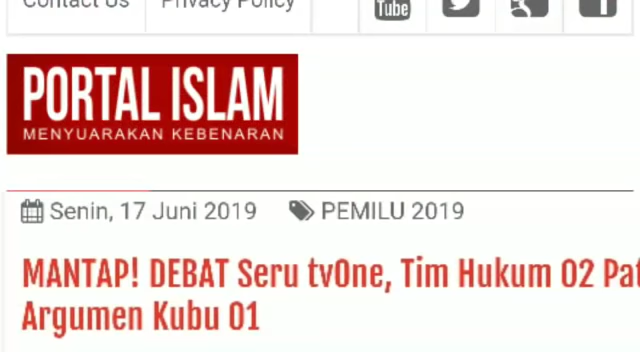 Contact Us Privacy Policy
Tube
PORTAL ISLAM
MENYUARAKAN KEBENARAN
Senin, 17 Juni 2019 PEMILU 2019
MANTAP! DEBAT Seru tvOne, Tim Hukum 02
Argumen Kubu 01